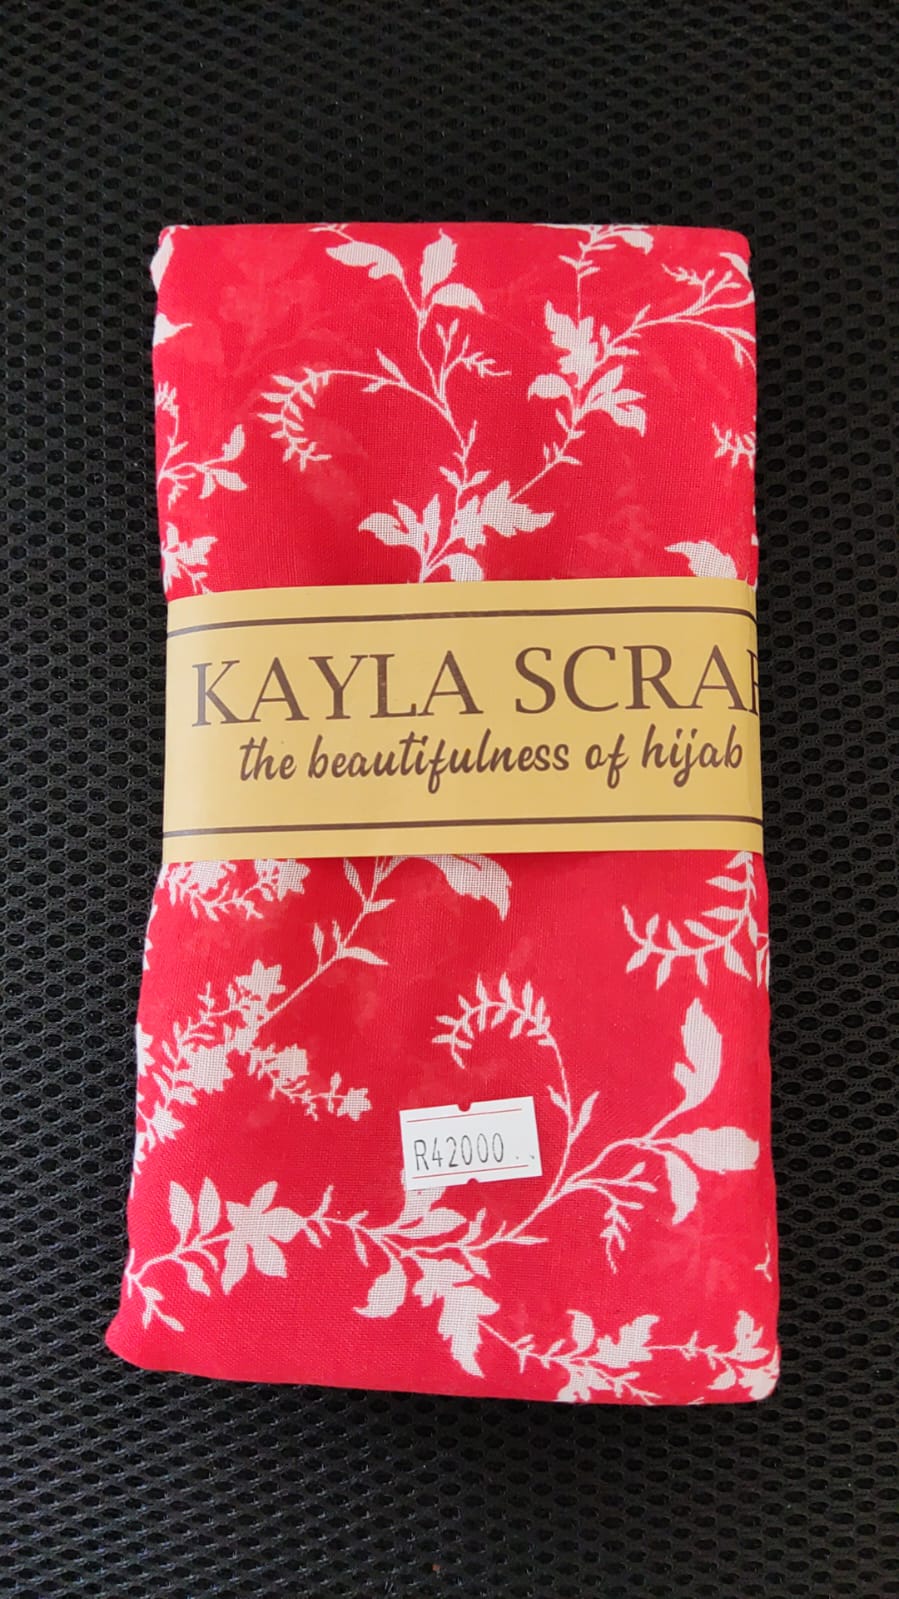 KAYLA SCRAF
the beautifulness of hijab
R42000